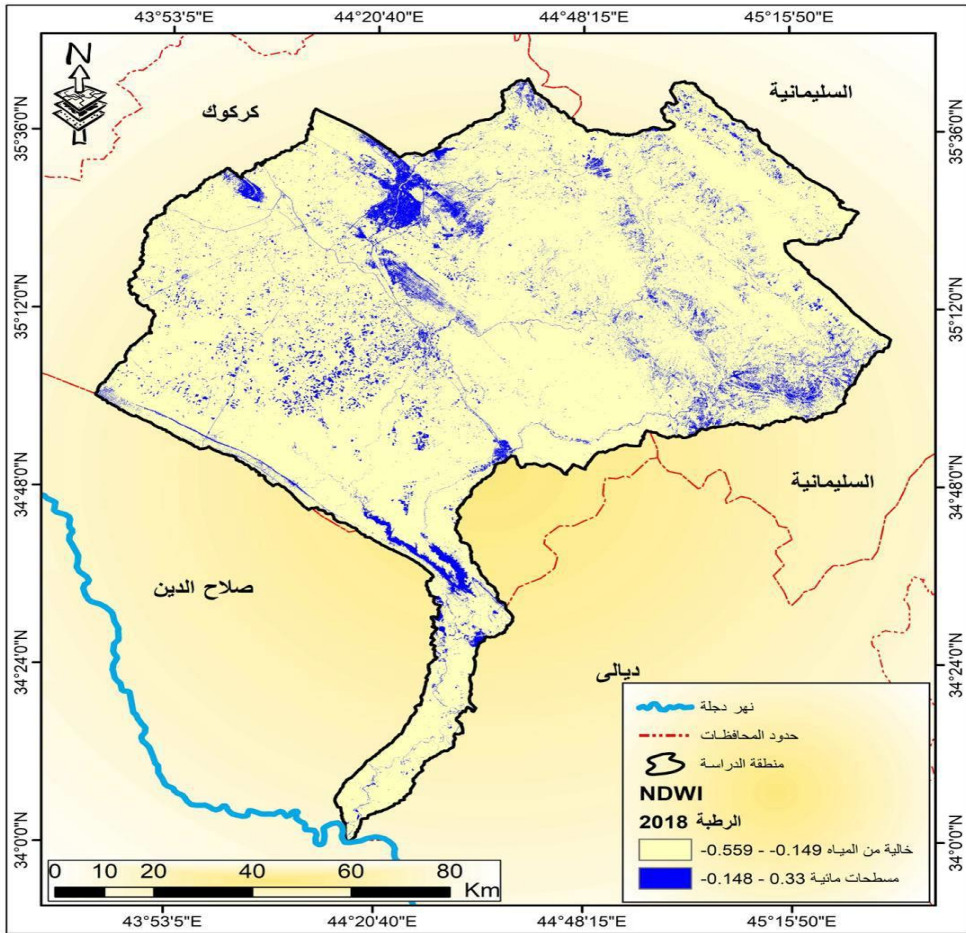 43°53'5"E 44°20'40"E 44°48'15"E 45°15'50"E
N
كركوك
السليمانية
35°36'0"N 35°36'0"N
35°12'0"N 35°12'0"N
34°48'0"N 34°48'0"N
السليمانية
صلاح الدين
ديالى
34°24'0"N 34°24'0"N
نهر دجلة
حدود المحافظات
منطقة الدراسة
NDWI
الرطبة 2018
خالية من المياه -0.149 - -0.559
مسطحات مائية 0.33 - -0.148
34°0'0"N 34°0'0"N
0 10 20 40 60 80
Km
43°53'5"E 44°20'40"E 44°48'15"E 45°15'50"E